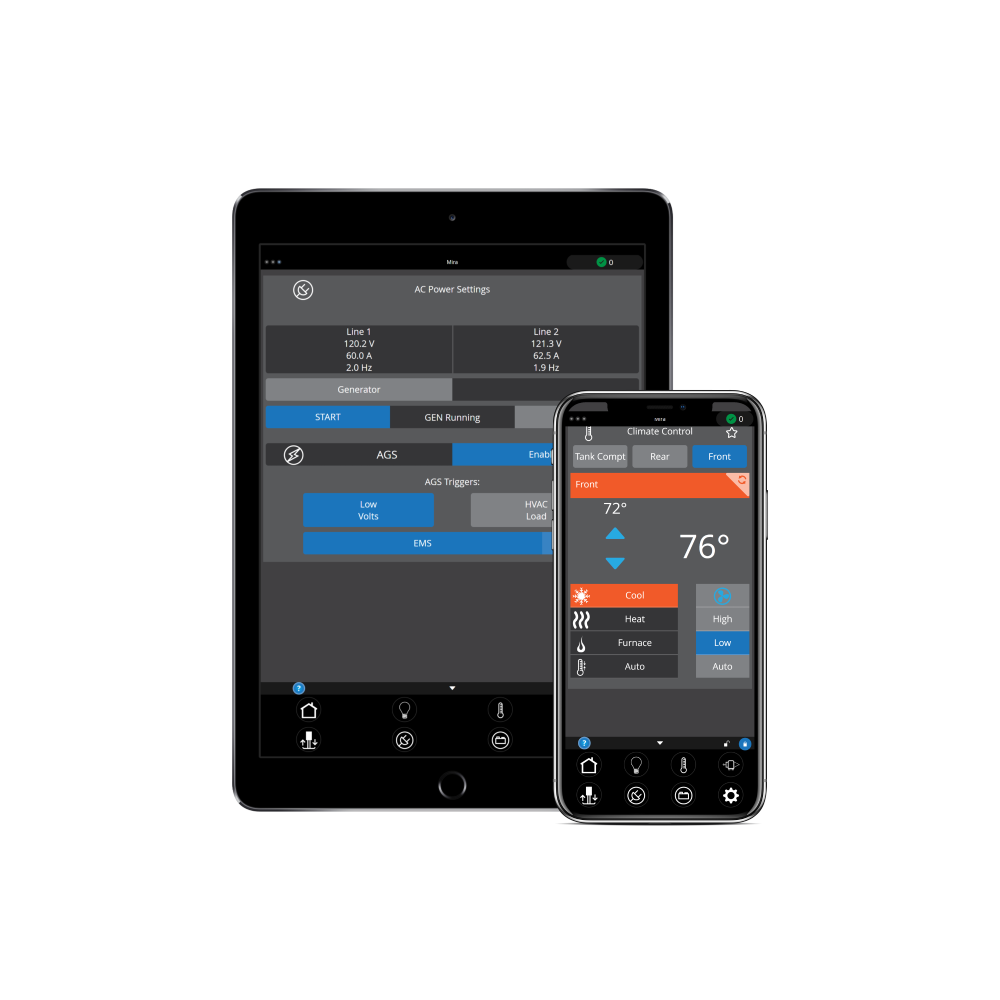 Mira
0
AC Power Settings
Line 1
120.2 V
60.0 A
2.0 Hz
Line 2
121.3 V
62.5 A
1.9 Hz
Generator
START
GEN Running
AGS
Enabl
AGS Triggers:
Low
Volts
HVAC
Load
EMS
?
Mira
0
Climate Control
Tank Compt
Rear
Front
Front
72°
76°
Cool
Heat
High
Furnace
Low
Auto
Auto
?